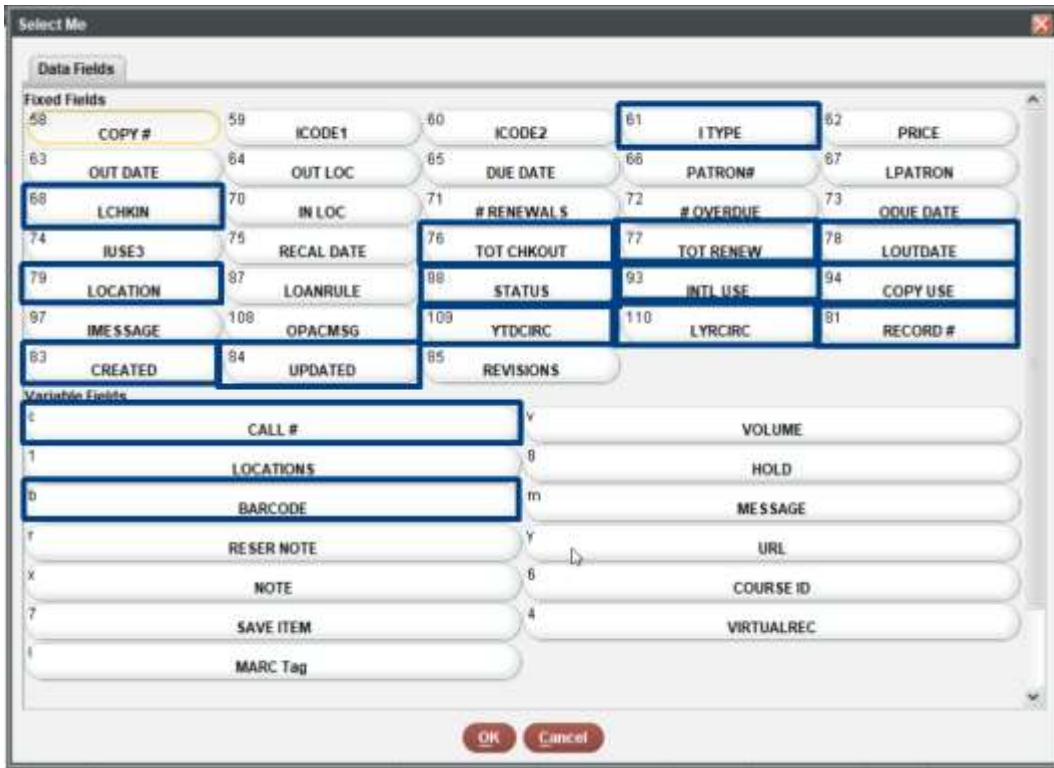 Select Me
Data Fields
Fixed Fields
58 COPY # 59 ICODE1 60 ICODE2 61 I TYPE 62 PRICE
63 OUT DATE 64 OUT LOC 65 DUE DATE 66 PATRON# 67 LPATRON
68 LCHKIN 70 IN LOC 71 # RENEWALS 72 # OVERDUE 73 ODUE DATE
74 IUSE3 75 RECAL DATE 76 TOT CHKOUT 77 TOT RENEW 78 LOUTDATE
79 LOCATION 87 LOANRULE 88 STATUS 93 INTL USE 94 COPY USE
97 IMESSAGE 108 OPACMSG 109 YTDCIRC 110 LYRCIRC 81 RECORD #
83 CREATED 84 UPDATED 85 REVISIONS
Variable Fields
c CALL # v VOLUME
1 LOCATIONS 8 HOLD
b BARCODE m MESSAGE
r RESER NOTE y URL
x NOTE 6 COURSE ID
7 SAVE ITEM 4 VIRTUALREC
MARC Tag
OK Cancel